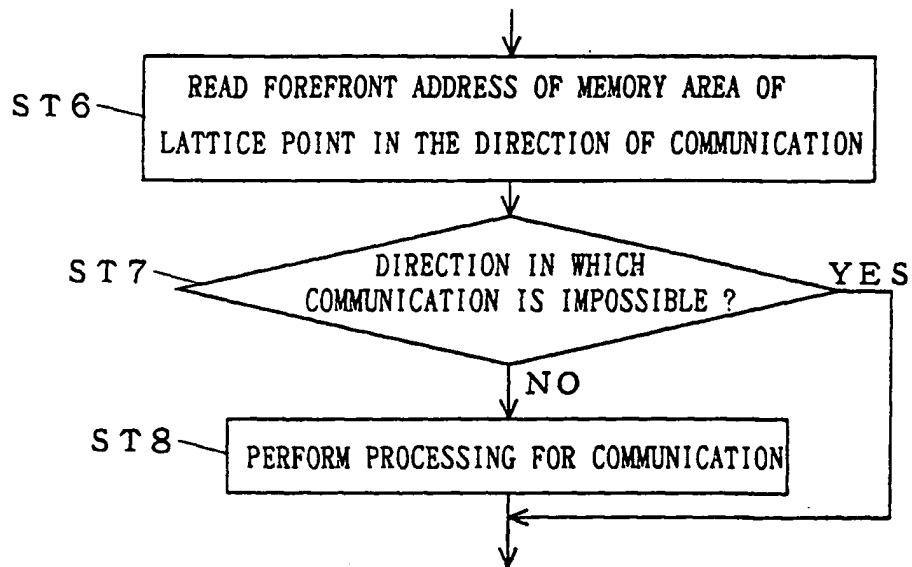 ST6
READ FOREFRONT ADDRESS OF MEMORY AREA OF
LATTICE POINT IN THE DIRECTION OF COMMUNICATION
ST7
DIRECTION IN WHICH
COMMUNICATION IS IMPOSSIBLE ?
YES
NO
ST8
PERFORM PROCESSING FOR COMMUNICATION